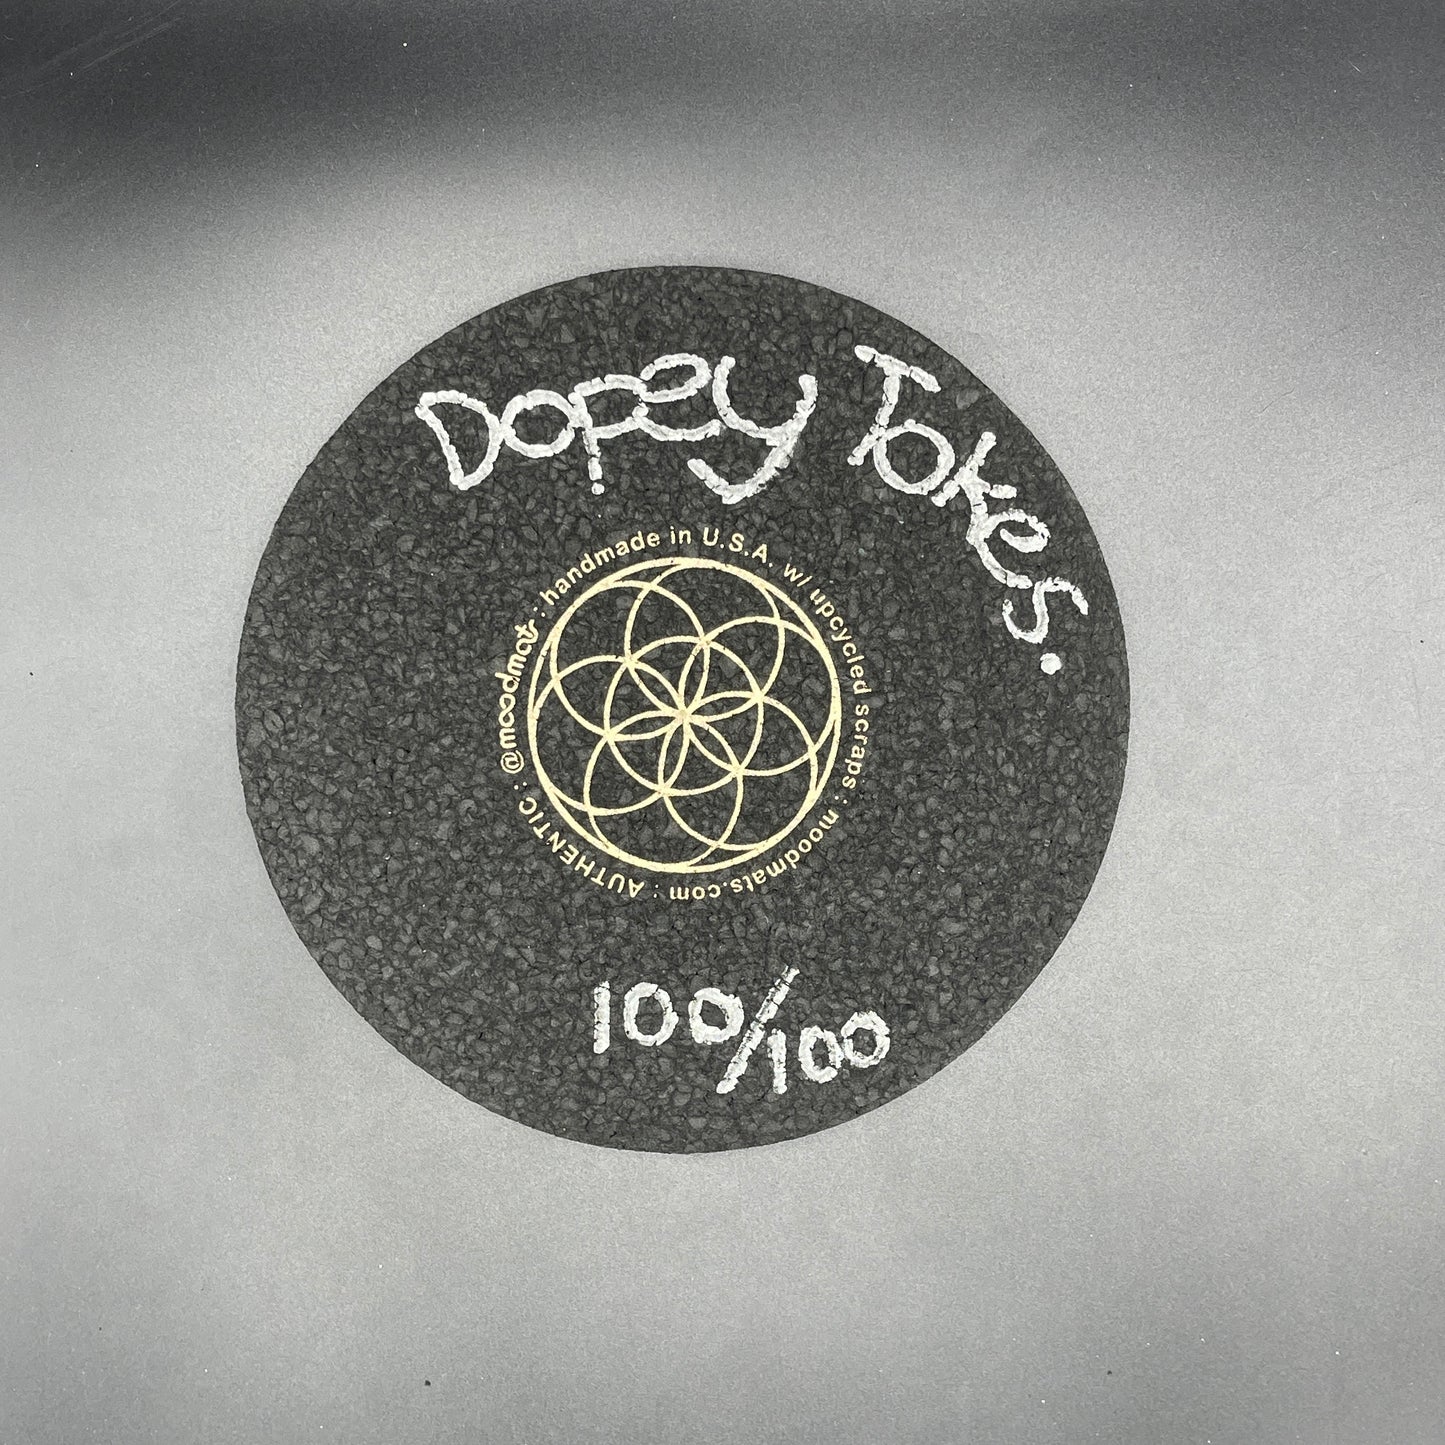 Dopey Tokes.
@moodmat : handmade in U.S.A. w/ upcycled scraps : moodmats.com : AUTHENTIC :
100/100